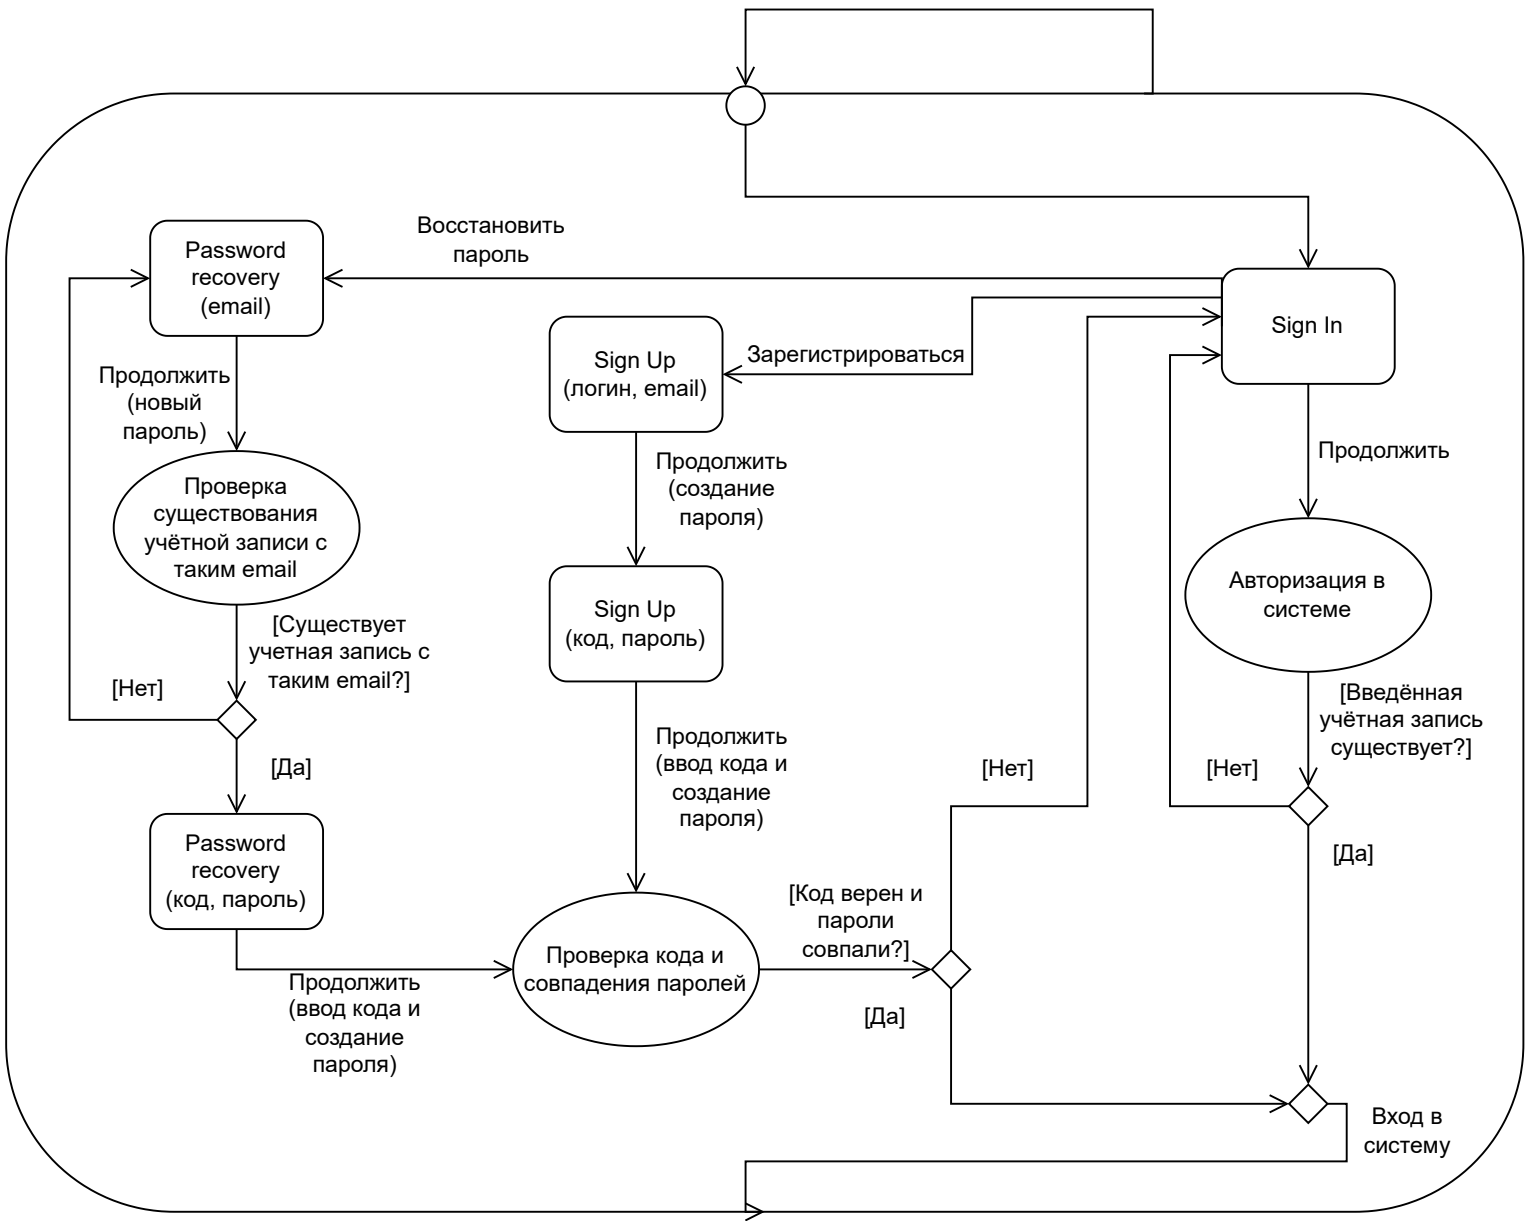 Восстановить
пароль
Password
recovery
(email)
Sign In
Sign Up
(логин, email)
Зарегистрироваться
Продолжить
(новый
пароль)
Продолжить
Продолжить
(создание
пароля)
Проверка
существования
учётной записи с
таким email
Sign Up
(код, пароль)
Авторизация в
системе
[Существует
учетная запись с
таким email?]
[Нет]
[Введённая
учётная запись
существует?]
Продолжить
(ввод кода и
создание
пароля)
[Да]
[Нет]
[Нет]
[Да]
Password
recovery
(код, пароль)
[Код верен и
пароли
совпали?]
Проверка кода и
совпадения паролей
Продолжить
(ввод кода и
создание
пароля)
[Да]
Вход в
систему